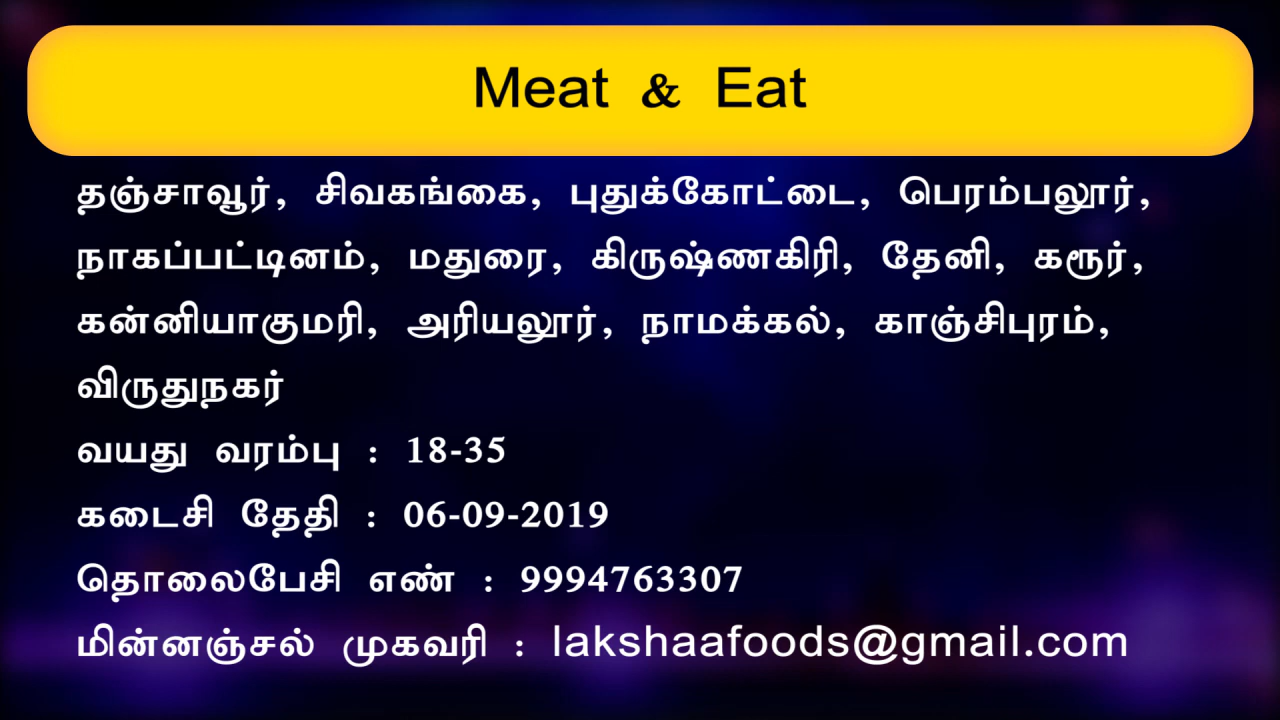 Meat & Eat
தஞ்சாவூர், சிவகங்கை, புதுக்கோட்டை, பெரம்பலூர்,
நாகப்பட்டினம், மதுரை, கிருஷ்ணகிரி, தேனி, கரூர்,
கன்னியாகுமரி, அரியலூர், நாமக்கல், காஞ்சிபுரம்,
விருதுநகர்
வயது வரம்பு : 18-35
கடைசி தேதி : 06-09-2019
தொலைபேசி எண் : 9994763307
மின்னஞ்சல் முகவரி : lakshaafoods@gmail.com